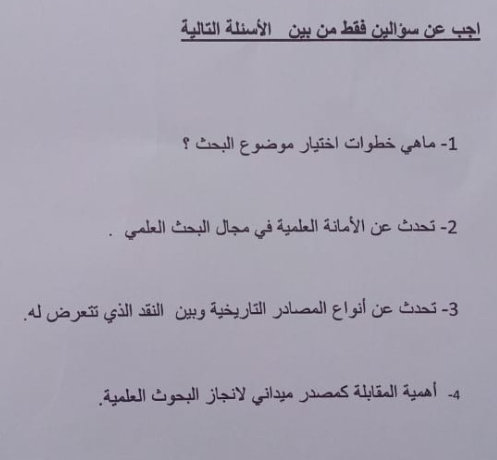 اجب عن سؤالين فقط من بين الأسئلة التالية
1- ماهي خطوات اختيار موضوع البحث ؟
2- تحدث عن الأمانة العلمية في مجال البحث العلمي .
3- تحدث عن أنواع المصادر التاريخية وبين النقد الذي تتعرض له.
4- أهمية المقابلة كمصدر ميداني لانجاز البحوث العلمية.